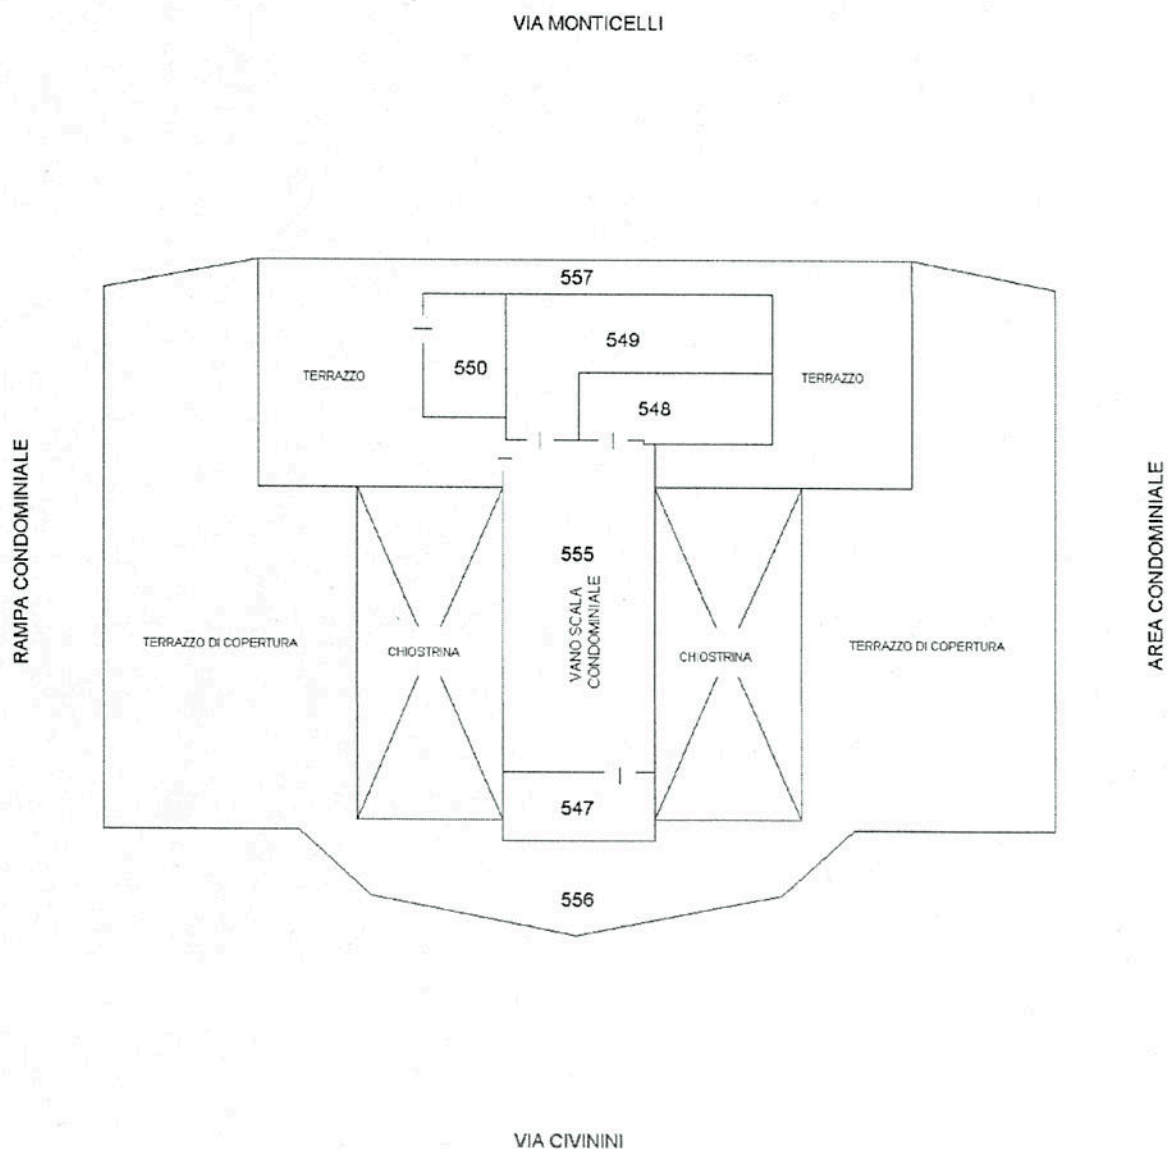 VIA MONTICELLI
557
549
550
TERRAZZO
TERRAZZO
548
RAMPA CONDOMINIALE
AREA CONDOMINIALE
555
VANO SCALA
CONDOMINIALE
TERRAZZO DI COPERTURA
CHIOSTRINA
CHIOSTRINA
TERRAZZO DI COPERTURA
547
556
VIA CIVININI